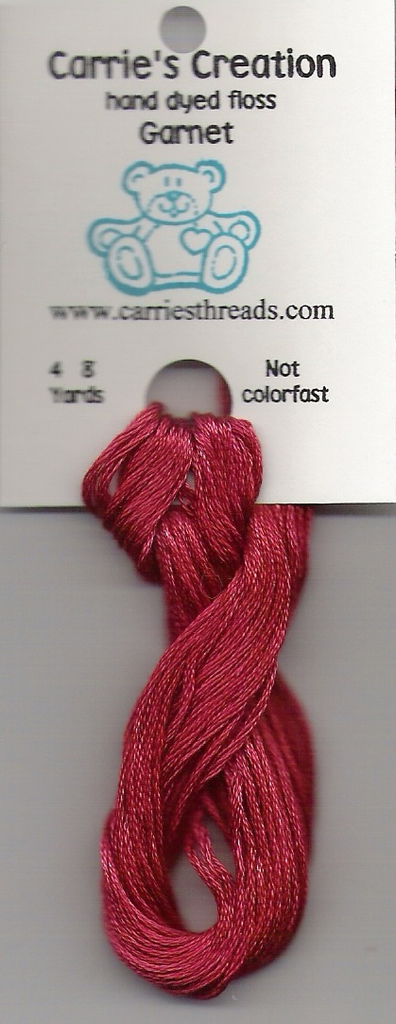 Carrie's Creation
hand dyed floss
Garnet
www.carriesthreads.com
4 8
Yards
Not
colorfast